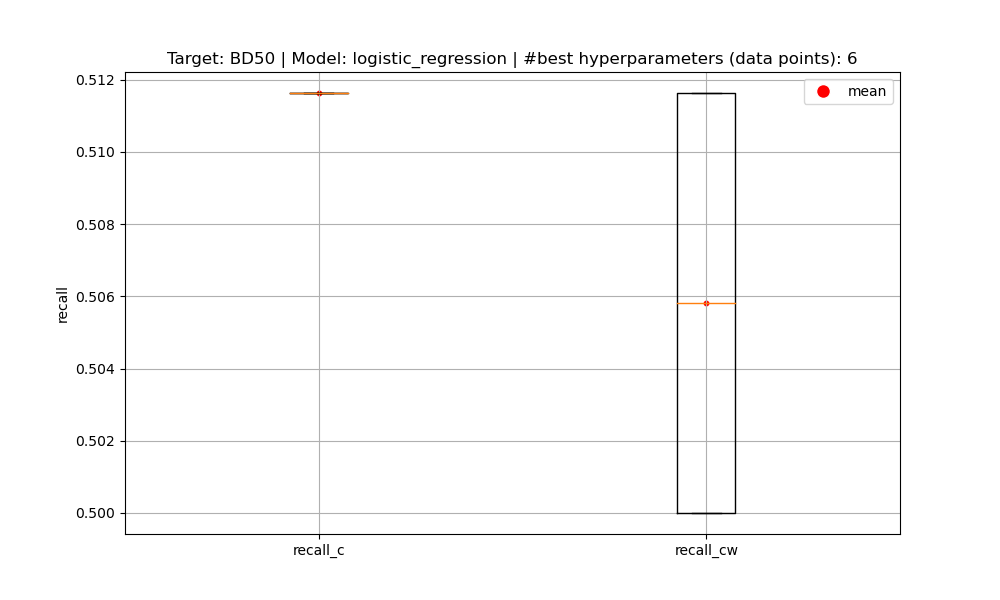 Target: BD50 | Model: logistic_regression | #best hyperparameters (data points): 6
mean
0.512
0.510
0.508
0.506
0.504
0.502
0.500
recall
recall_c
recall_cw